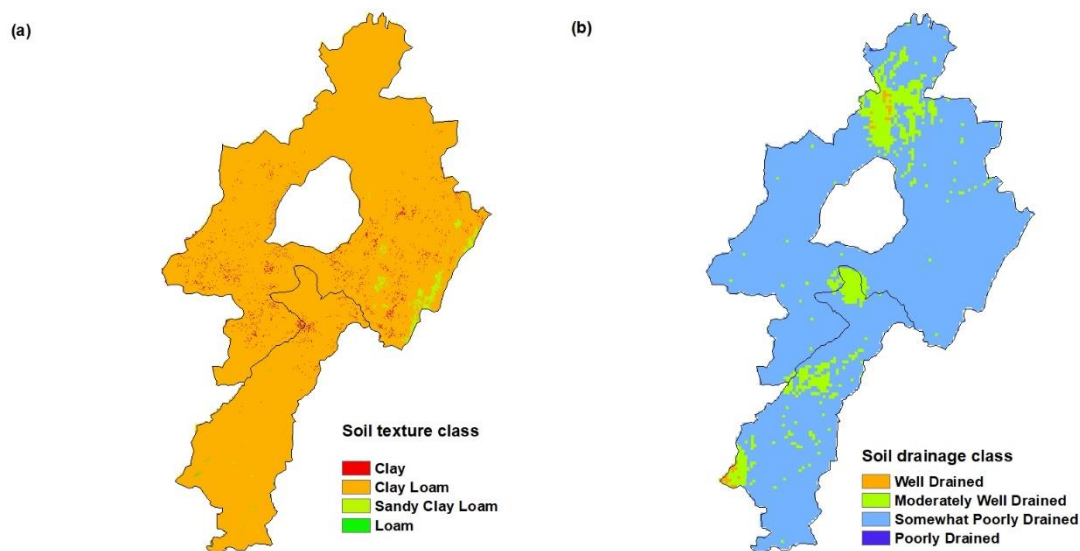 (a)
Soil texture class
Clay
Clay Loam
Sandy Clay Loam
Loam
(b)
Soil drainage class
Well Drained
Moderately Well Drained
Somewhat Poorly Drained
Poorly Drained